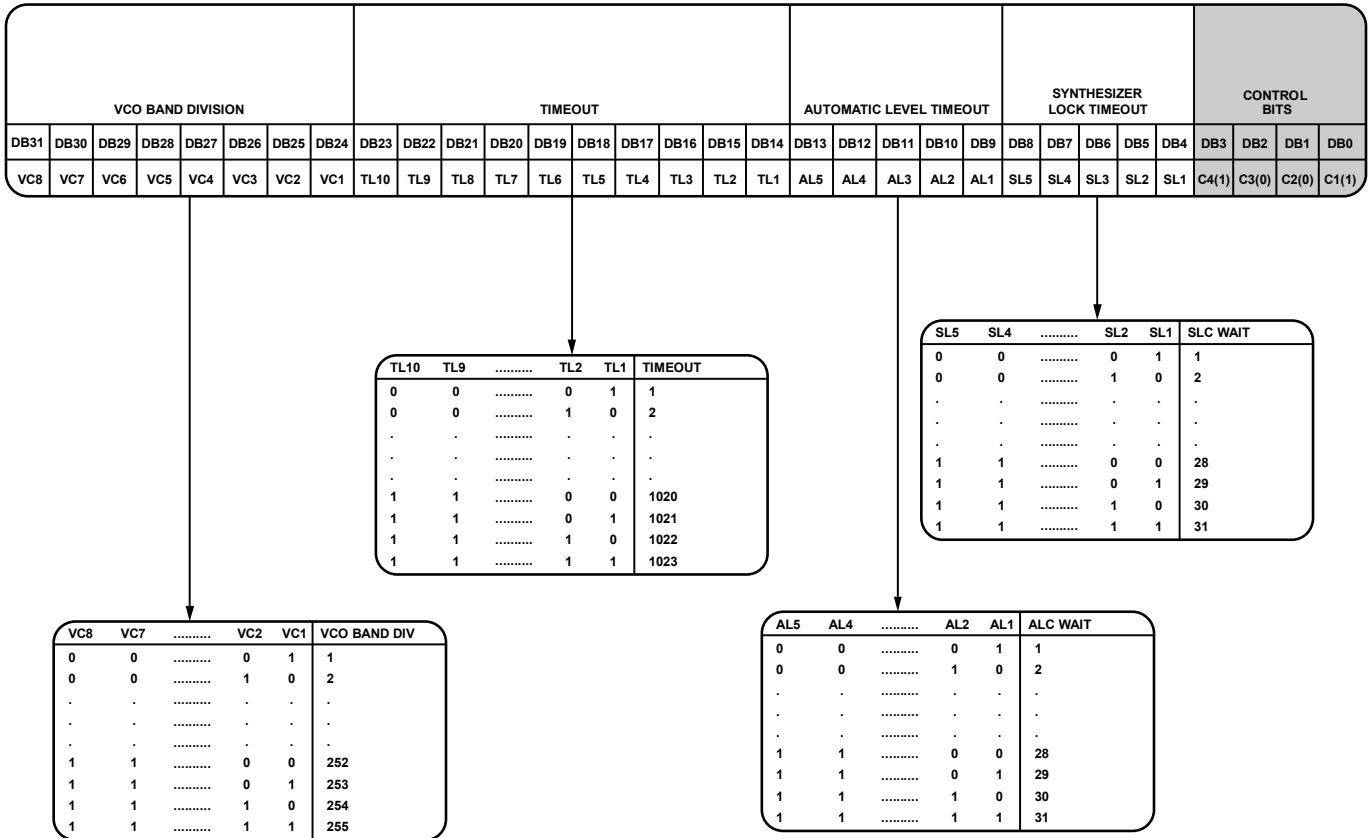 VCO BAND DIVISION TIMEOUT AUTOMATIC LEVEL TIMEOUT SYNTHESIZER LOCK TIMEOUT CONTROL BITS
DB31 DB30 DB29 DB28 DB27 DB26 DB25 DB24 DB23 DB22 DB21 DB20 DB19 DB18 DB17 DB16 DB15 DB14 DB13 DB12 DB11 DB10 DB9 DB8 DB7 DB6 DB5 DB4 DB3 DB2 DB1 DB0
VC8 VC7 VC6 VC5 VC4 VC3 VC2 VC1 TL10 TL9 TL8 TL7 TL6 TL5 TL4 TL3 TL2 TL1 AL5 AL4 AL3 AL2 AL1 SL5 SL4 SL3 SL2 SL1 C4(1) C3(0) C2(0) C1(1)
SL5 SL4 .......... SL2 SL1 SLC WAIT
0 0 .......... 0 1 1
0 0 .......... 1 0 2
. . .......... . . .
. . .......... . . .
. . .......... . . .
1 1 .......... 0 0 28
1 1 .......... 0 1 29
1 1 .......... 1 0 30
1 1 .......... 1 1 31
TL10 TL9 .......... TL2 TL1 TIMEOUT
0 0 .......... 0 1 1
0 0 .......... 1 0 2
. . .......... . . .
. . .......... . . .
. . .......... . . .
1 1 .......... 0 0 1020
1 1 .......... 0 1 1021
1 1 .......... 1 0 1022
1 1 .......... 1 1 1023
VC8 VC7 .......... VC2 VC1 VCO BAND DIV
0 0 .......... 0 1 1
0 0 .......... 1 0 2
. . .......... . . .
. . .......... . . .
. . .......... . . .
1 1 .......... 0 0 252
1 1 .......... 0 1 253
1 1 .......... 1 0 254
1 1 .......... 1 1 255
AL5 AL4 .......... AL2 AL1 ALC WAIT
0 0 .......... 0 1 1
0 0 .......... 1 0 2
. . .......... . . .
. . .......... . . .
. . .......... . . .
1 1 .......... 0 0 28
1 1 .......... 0 1 29
1 1 .......... 1 0 30
1 1 .......... 1 1 31